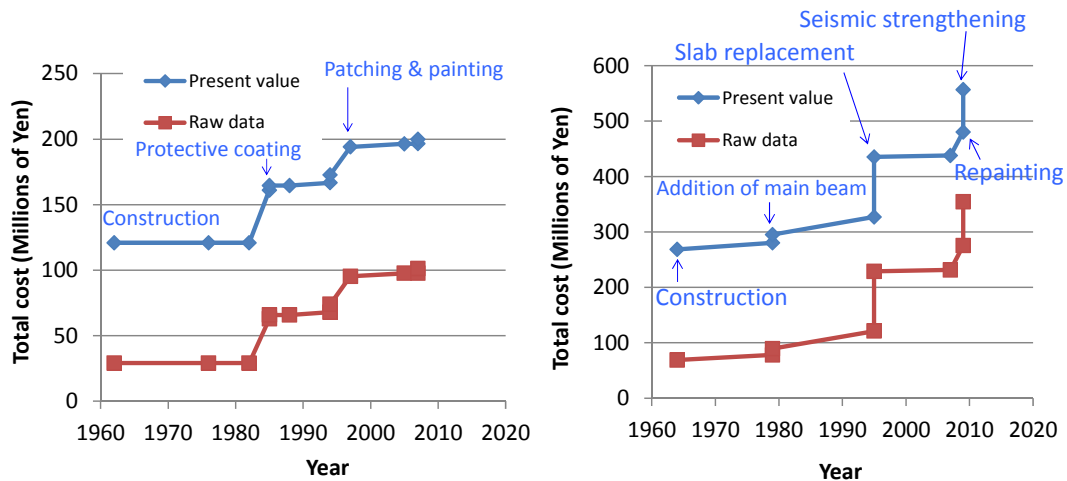 Patching & painting
250
Present value
200
Raw data
Protective coating
150
Construction
100
50
0
1960 1970 1980 1990 2000 2010 2020
Total cost (Millions of Yen)
Year
Seismic strengthening
Slab replacement
600
Present value
500
Raw data
Repainting
400
Addition of main beam
300
Construction
200
100
0
1960 1970 1980 1990 2000 2010 2020
Total cost (Millions of Yen)
Year